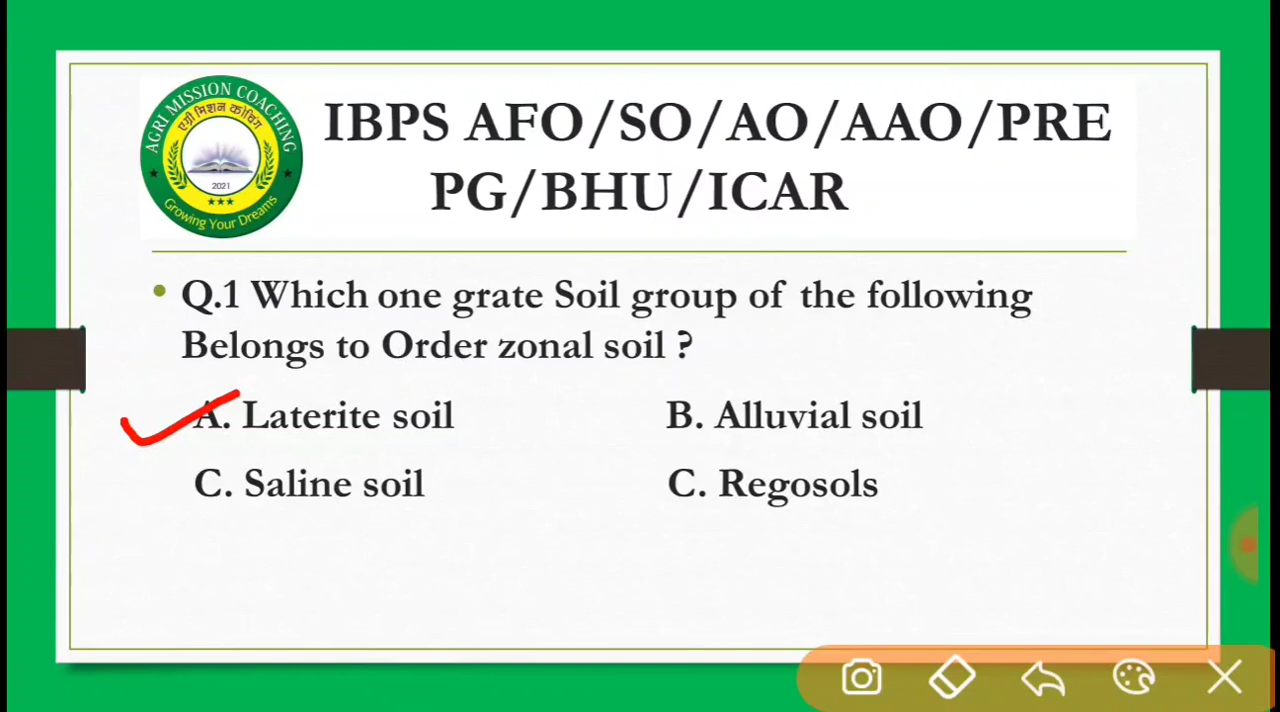 AGRI MISSION COACHING
एग्री मिशन कोचिंग
2021
Growing Your Dreams
IBPS AFO/SO/AO/AAO/PRE
PG/BHU/ICAR
• Q.1 Which one grate Soil group of the following
Belongs to Order zonal soil ?
A. Laterite soil B. Alluvial soil
C. Saline soil C. Regosols